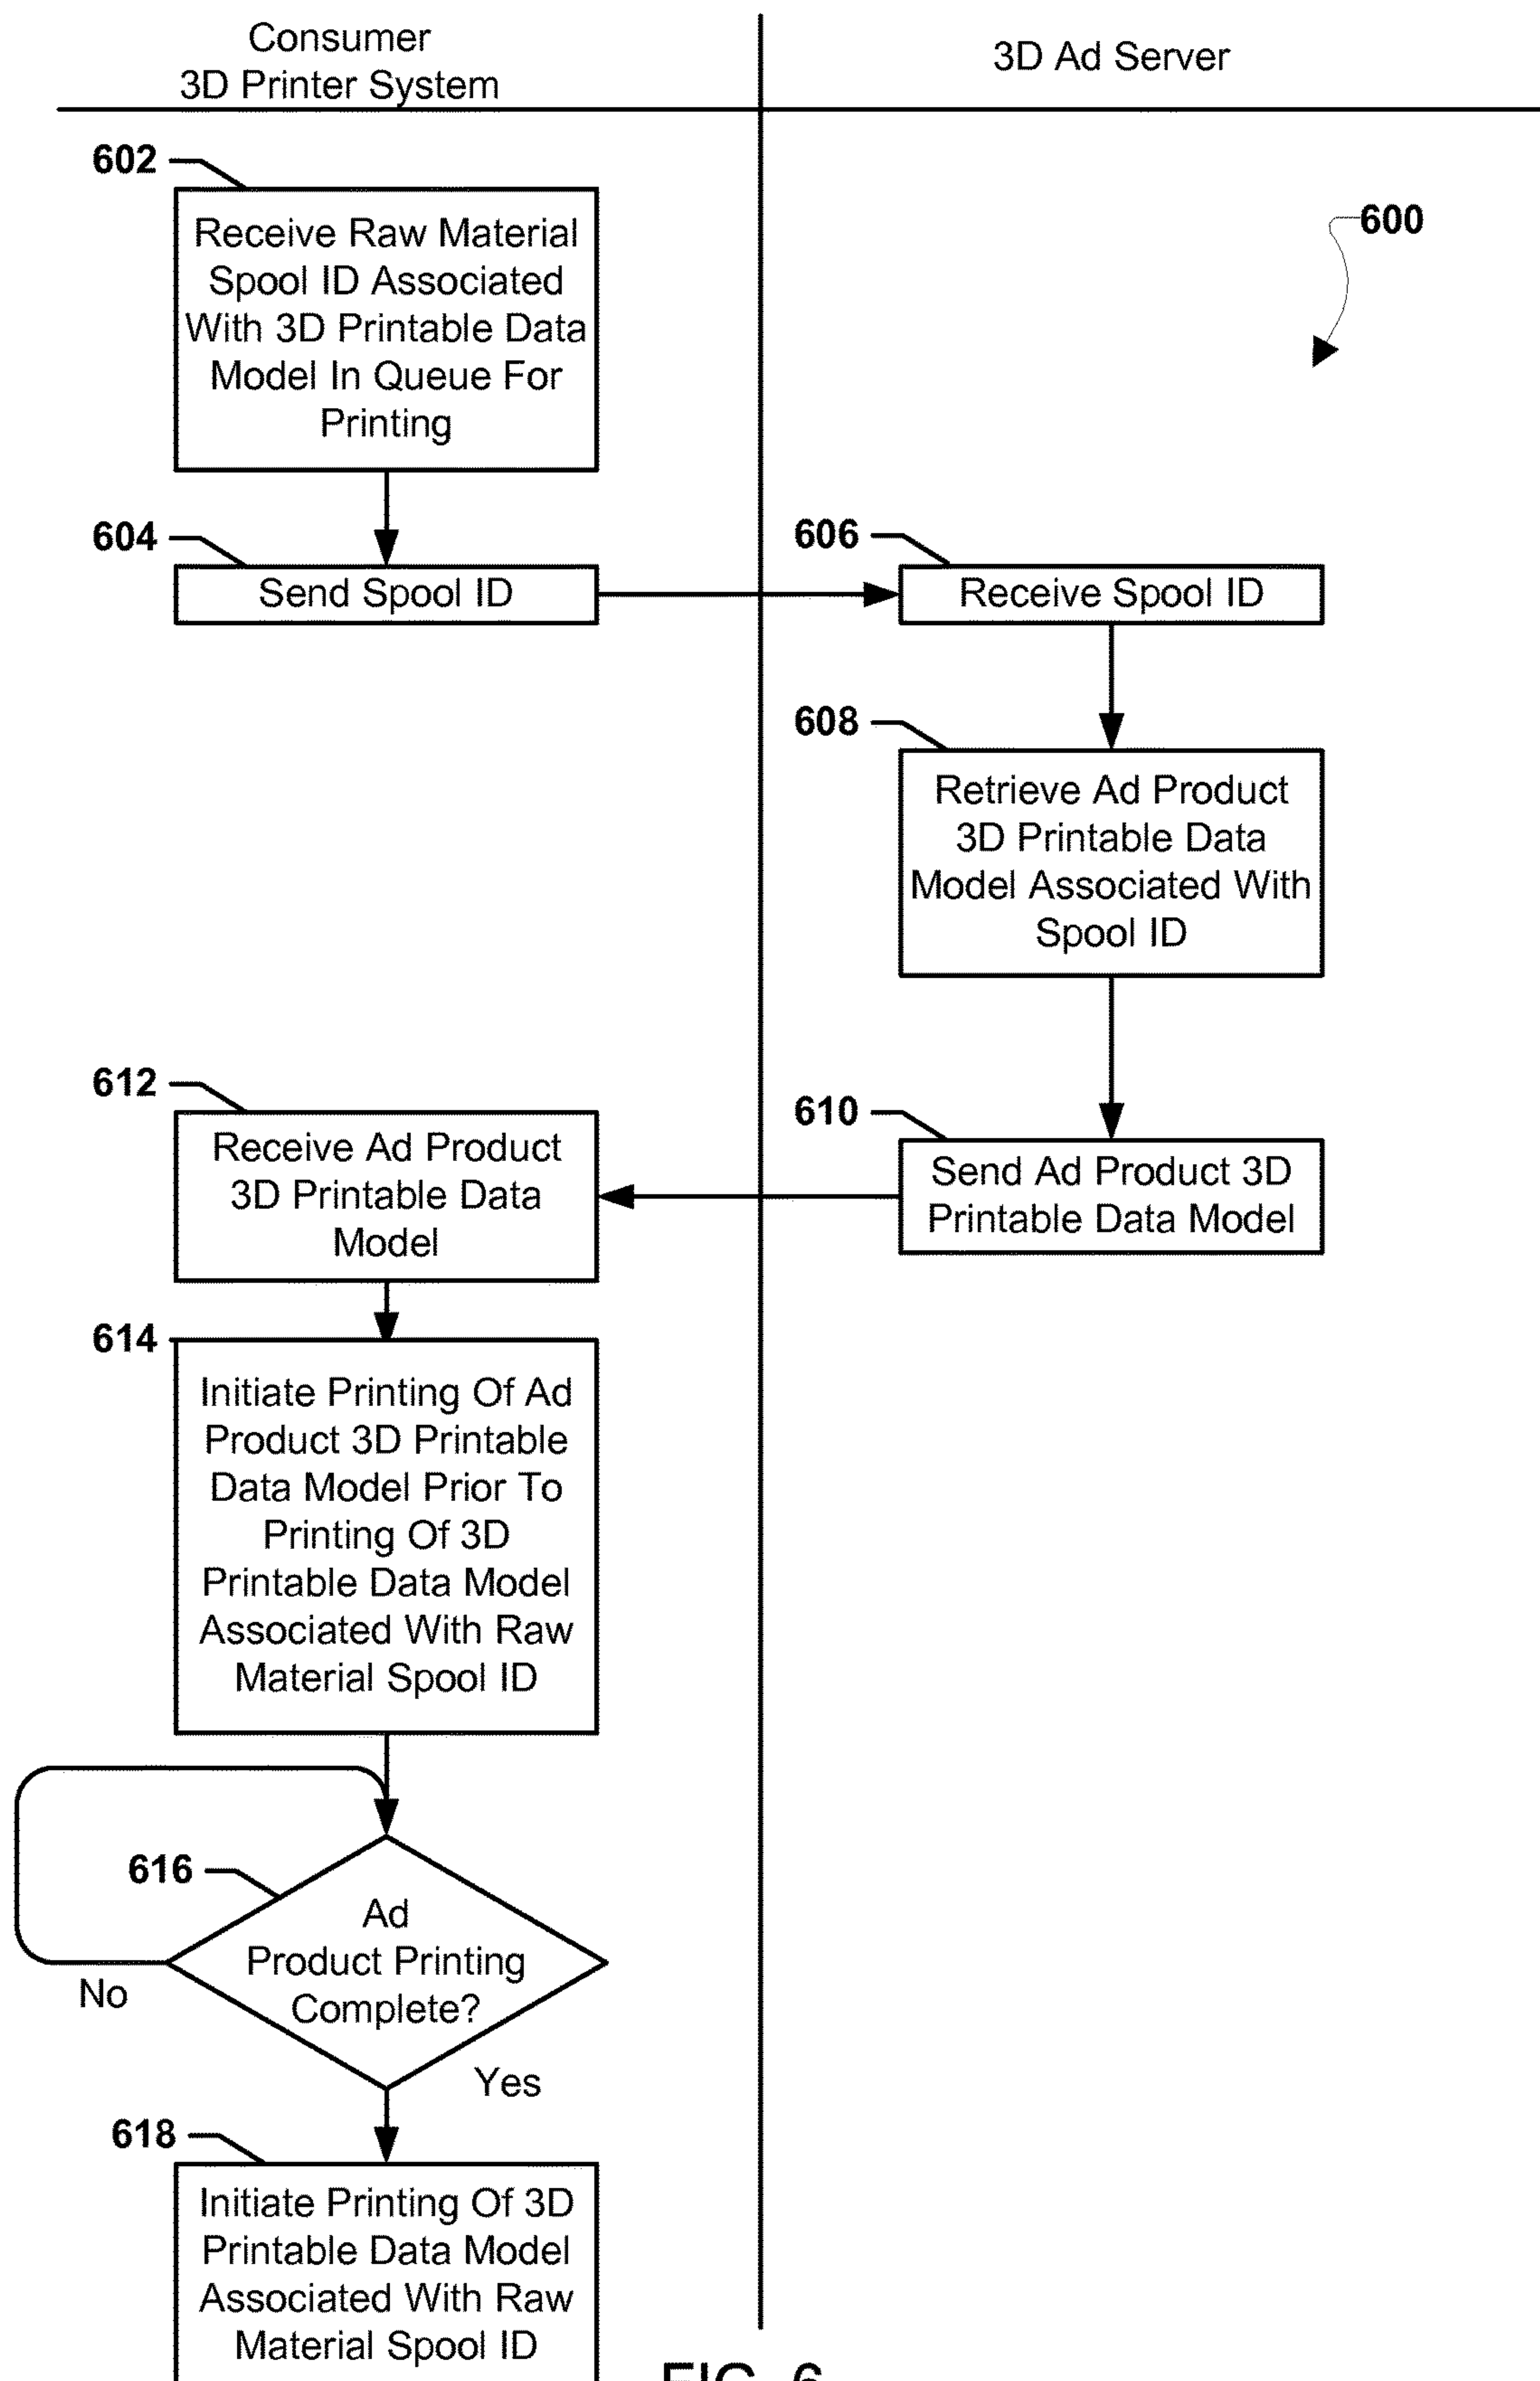 Consumer
3D Printer System
3D Ad Server
600
602
Receive Raw Material
Spool ID Associated
With 3D Printable Data
Model In Queue For
Printing
604
Send Spool ID
606
Receive Spool ID
608
Retrieve Ad Product
3D Printable Data
Model Associated With
Spool ID
610
Send Ad Product 3D
Printable Data Model
612
Receive Ad Product
3D Printable Data
Model
614
Initiate Printing Of Ad
Product 3D Printable
Data Model Prior To
Printing Of 3D
Printable Data Model
Associated With Raw
Material Spool ID
616
Ad
Product Printing
Complete?
No
Yes
618
Initiate Printing Of 3D
Printable Data Model
Associated With Raw
Material Spool ID
FIG. 6